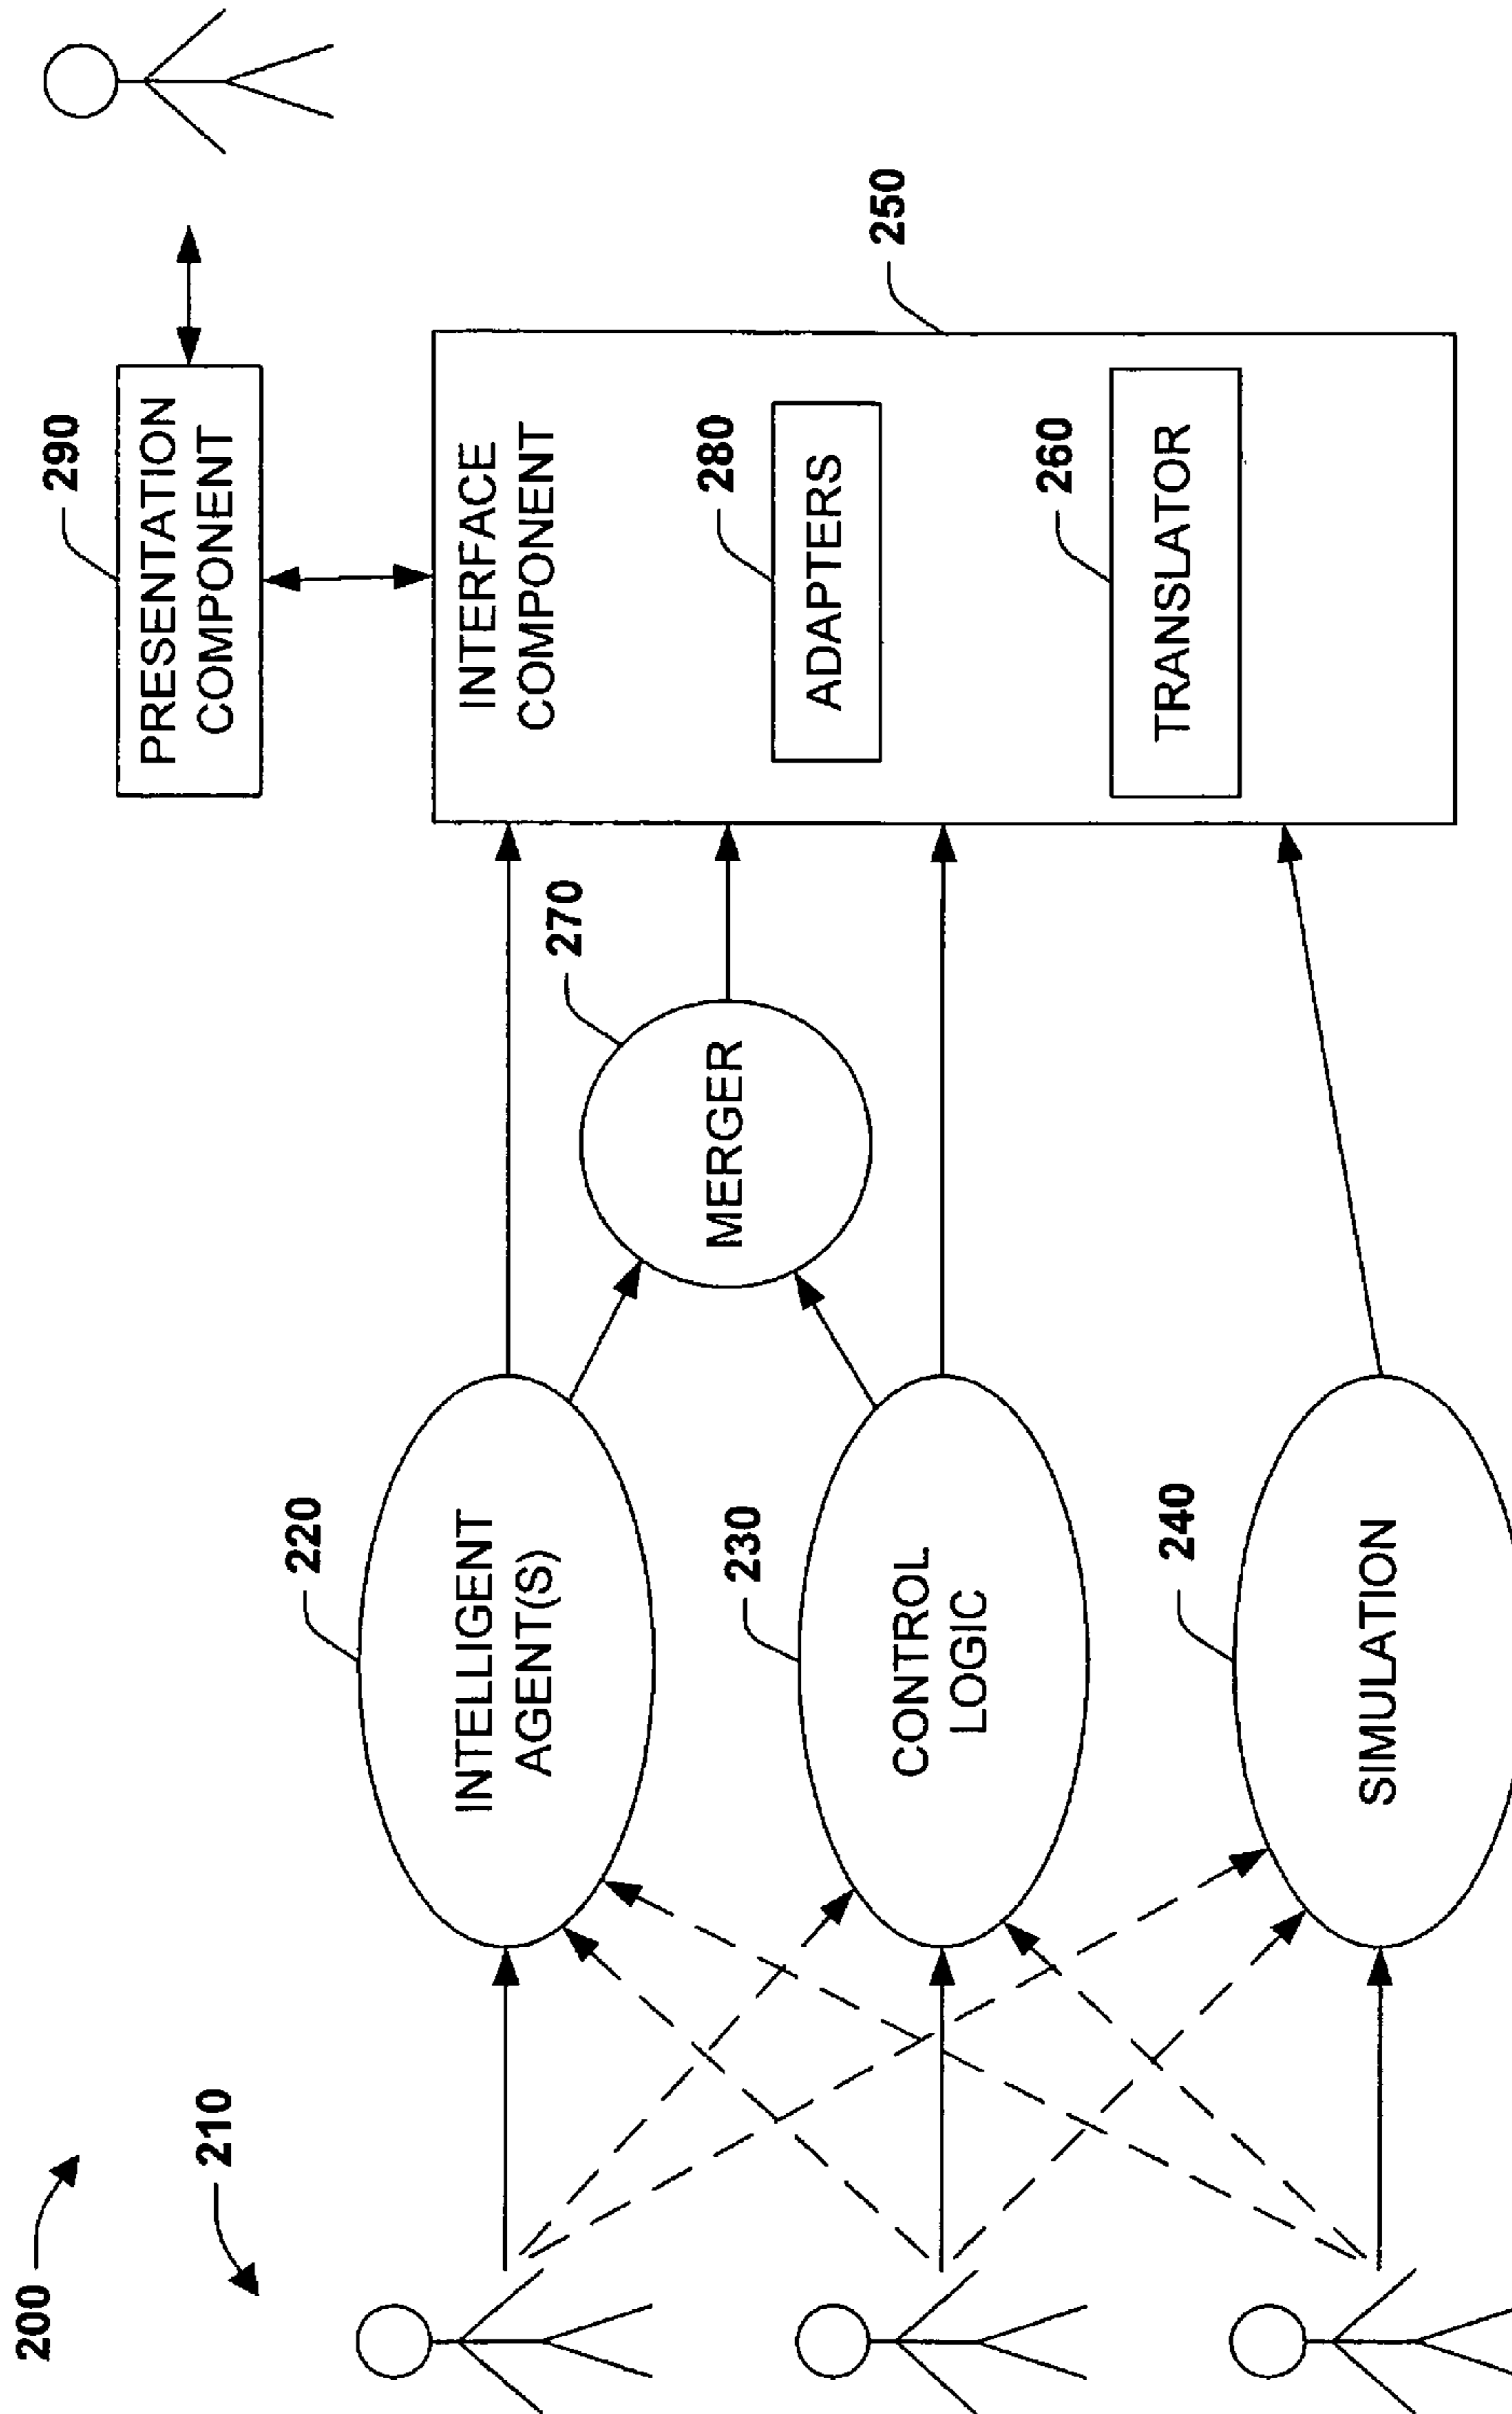 200
210
220
INTELLIGENT
AGENT(S)
230
CONTROL
LOGIC
240
SIMULATION
270
MERGER
290
PRESENTATION
COMPONENT
250
INTERFACE
COMPONENT
280
ADAPTERS
260
TRANSLATOR